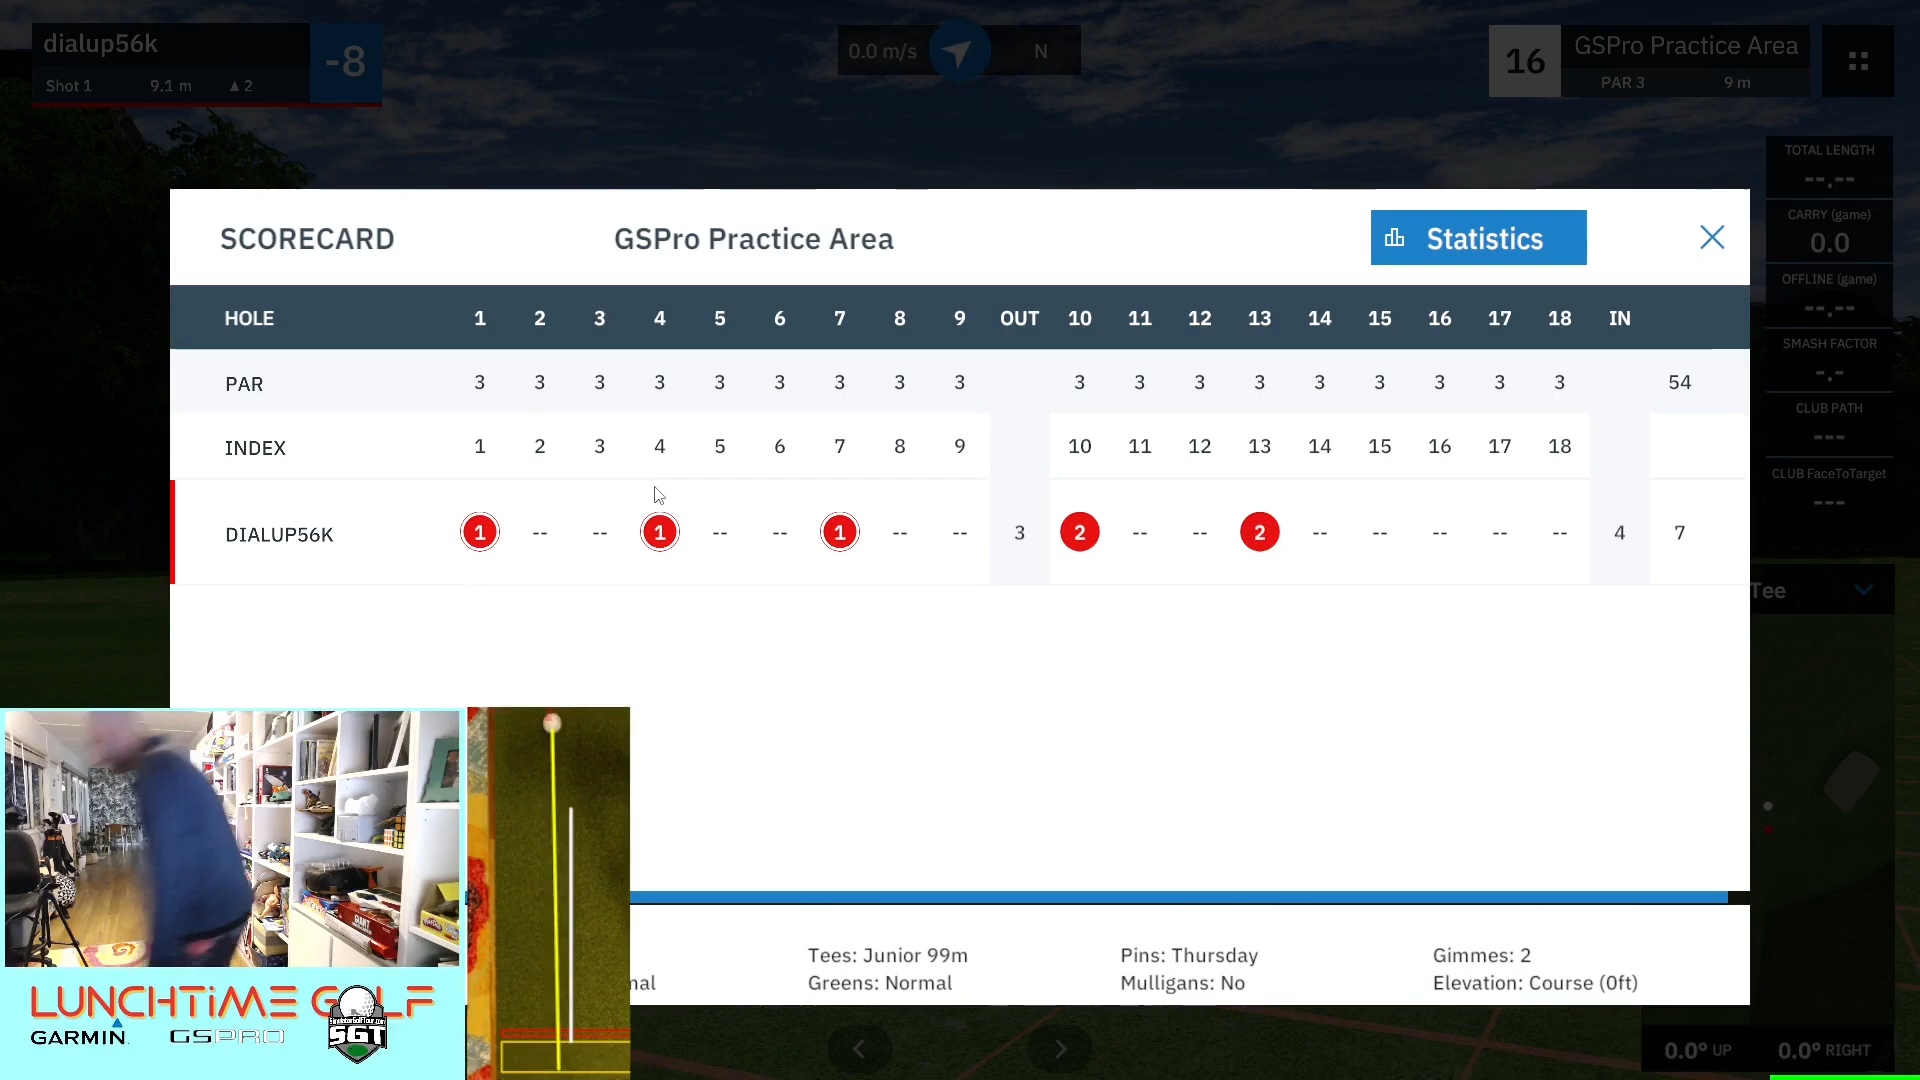 dialup56k
-8
Shot 1 9.1 m ▲2
0.0 m/s N
16
GSPro Practice Area
PAR 3 9 m
TOTAL LENGTH
--.--
CARRY (game)
0.0
OFFLINE (game)
--.--
SMASH FACTOR
-.-
CLUB PATH
---
CLUB FaceToTarget
---
SCORECARD GSPro Practice Area Statistics
HOLE 1 2 3 4 5 6 7 8 9 OUT 10 11 12 13 14 15 16 17 18 IN
PAR 3 3 3 3 3 3 3 3 3 3 3 3 3 3 3 3 3 3 54
INDEX 1 2 3 4 5 6 7 8 9 10 11 12 13 14 15 16 17 18
DIALUP56K 1 -- -- 1 -- -- 1 -- -- 3 2 -- -- 2 -- -- -- -- -- 4 7
Tee
Tees: Junior 99m Pins: Thursday Gimmes: 2
Greens: Normal Mulligans: No Elevation: Course (0ft)
LUNCHTiME GOLF
GARMIN GSPRO SGT
0.0° UP 0.0° RIGHT